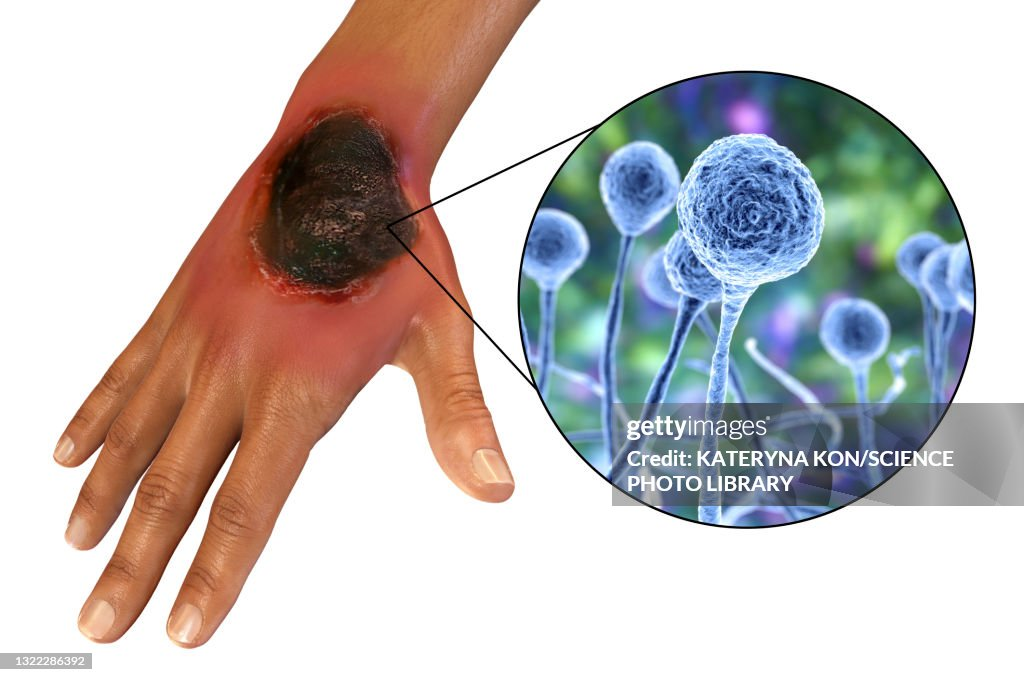 gettyimages®
Credit: KATERYNA KON/SCIENCE
PHOTO LIBRARY
1322286392